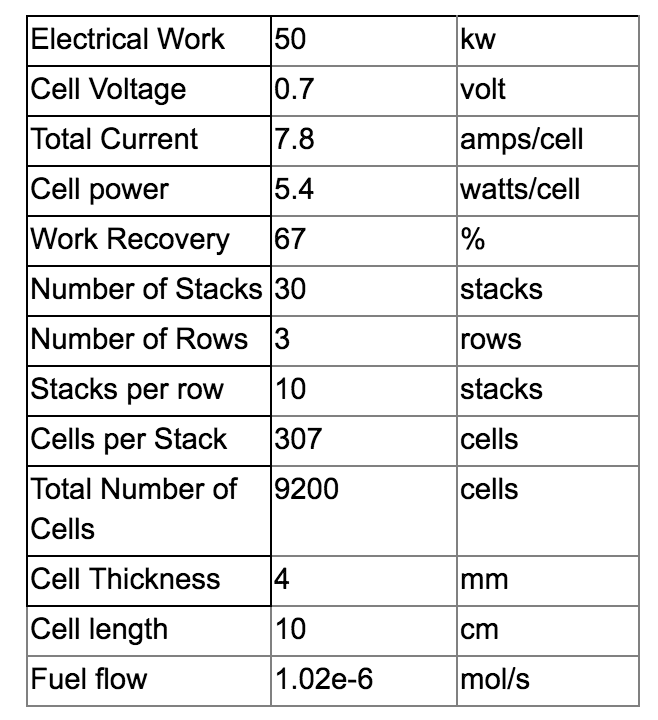 Electrical Work 50 kw
Cell Voltage 0.7 volt
Total Current 7.8 amps/cell
Cell power 5.4 watts/cell
Work Recovery 67 %
Number of Stacks 30 stacks
Number of Rows 3 rows
Stacks per row 10 stacks
Cells per Stack 307 cells
Total Number of 9200 cells
Cells
Cell Thickness 4 mm
Cell length 10 cm
Fuel flow 1.02e-6 mol/s